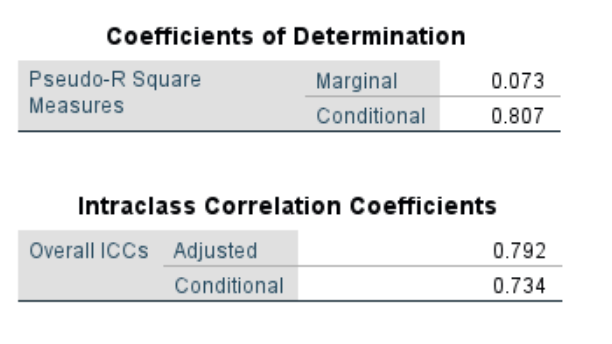 Coefficients of Determination
Pseudo-R Square Measures Marginal 0.073
Conditional 0.807
Intraclass Correlation Coefficients
Overall ICCs Adjusted 0.792
Conditional 0.734